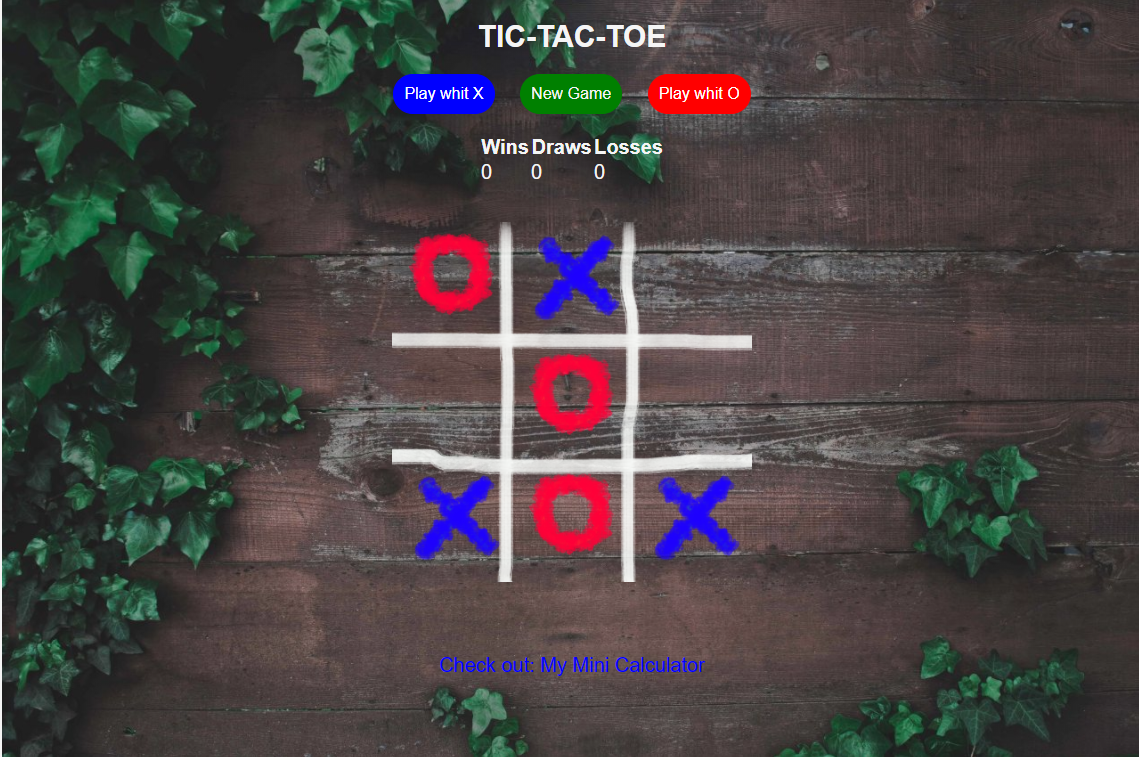 TIC-TAC-TOE
Play whit X New Game Play whit O
Wins Draws Losses
0 0 0
O X
O
X O X
Check out: My Mini Calculator